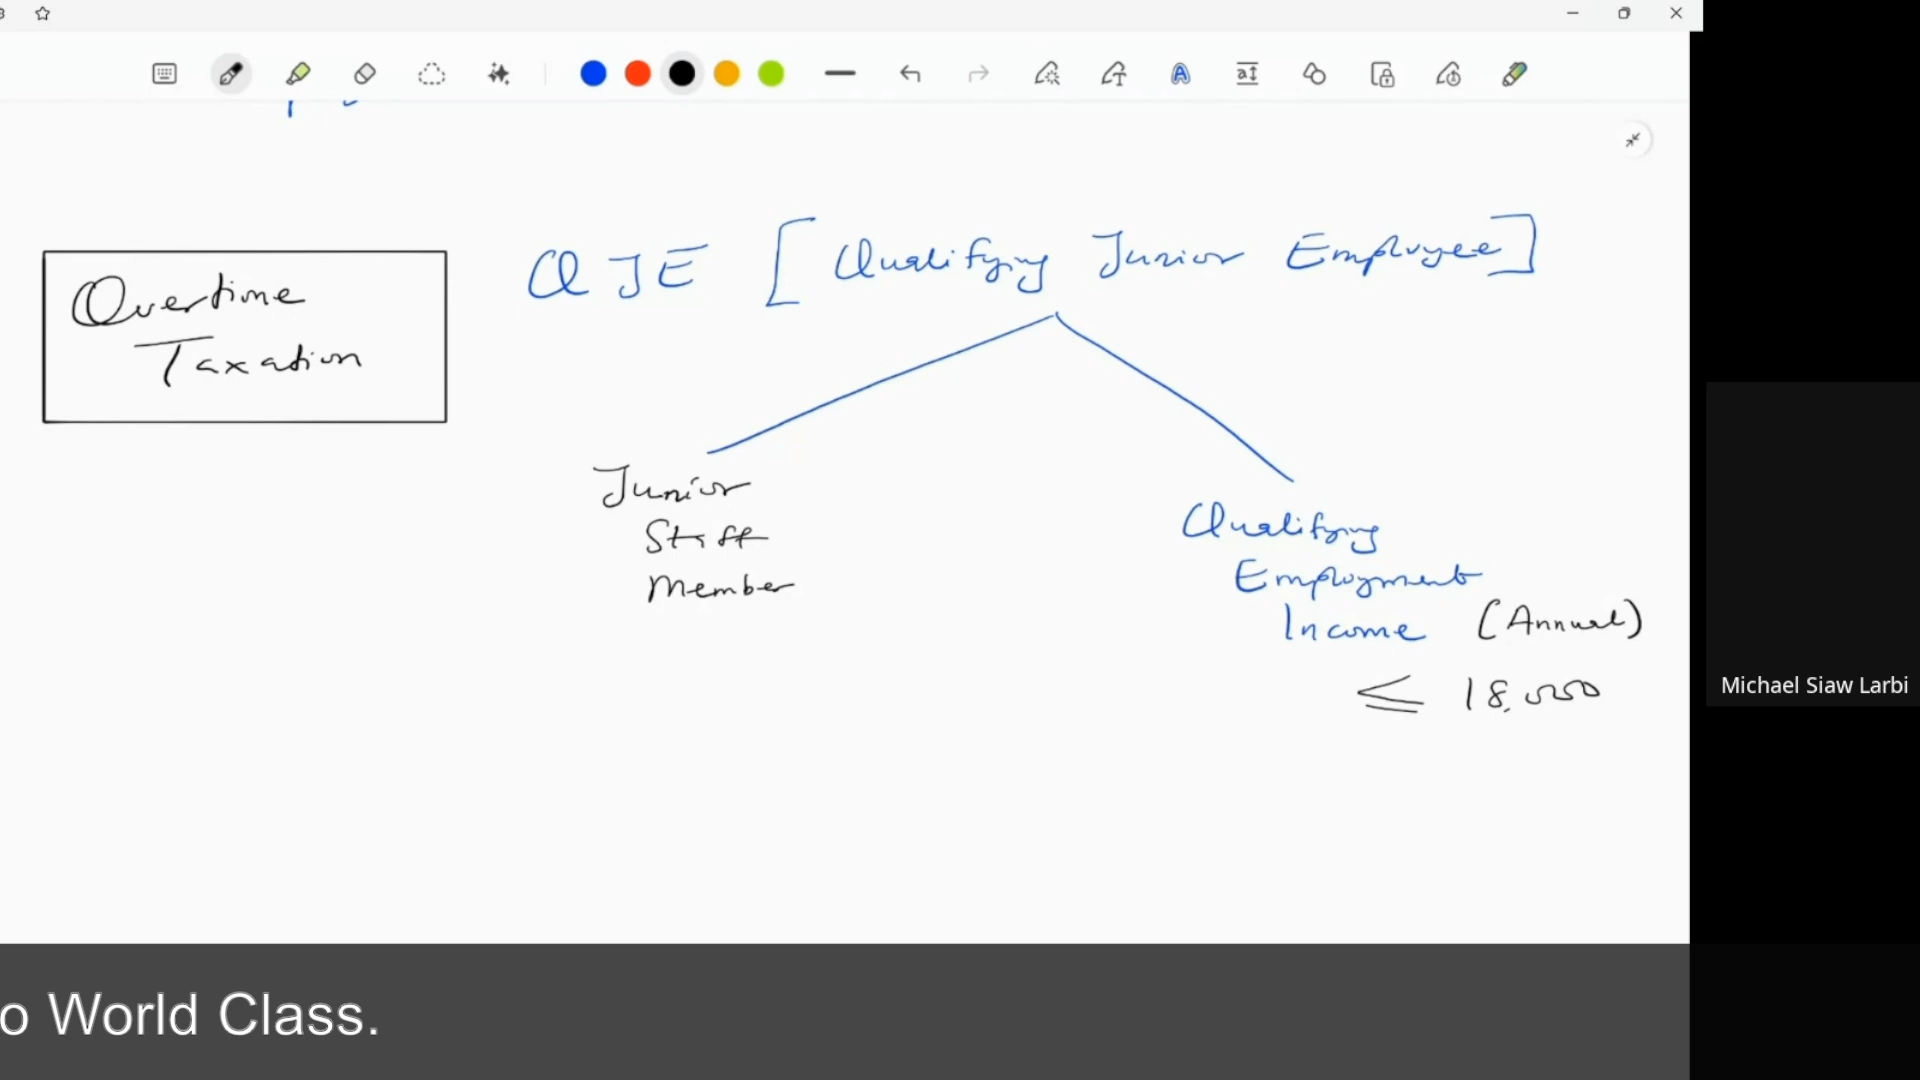 Overtime
Taxation
QJE [Qualifying Junior Employee]
Junior
Staff
Member
Qualifying
Employment
Income (Annual)
≤ 18,000
Michael Siaw Larbi
o World Class.